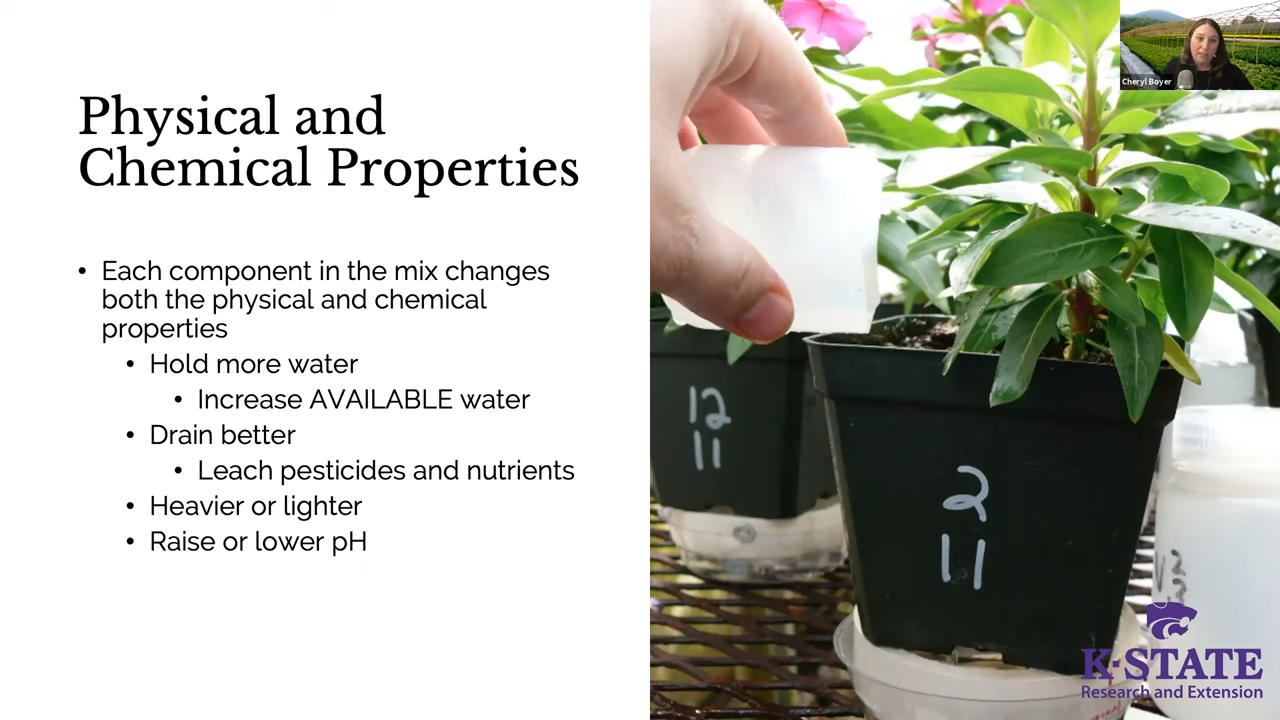 Physical and
Chemical Properties
• Each component in the mix changes
both the physical and chemical
properties
• Hold more water
• Increase AVAILABLE water
• Drain better
• Leach pesticides and nutrients
• Heavier or lighter
• Raise or lower pH
Cheryl Boyer
12
11
2
11
K-STATE
Research and Extension